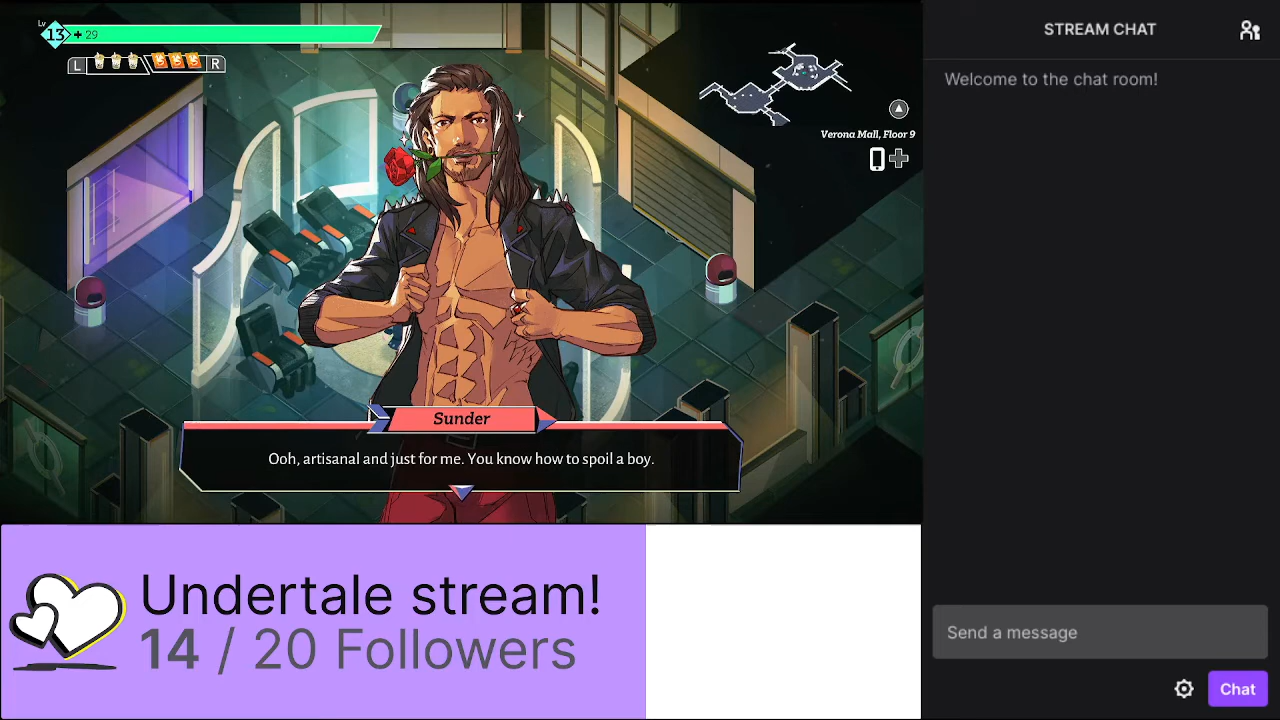 Lv
13 + 29
L R
Verona Mall, Floor 9
Sunder
Ooh, artisanal and just for me. You know how to spoil a boy.
Undertale stream!
14 / 20 Followers
STREAM CHAT
Welcome to the chat room!
Send a message
Chat